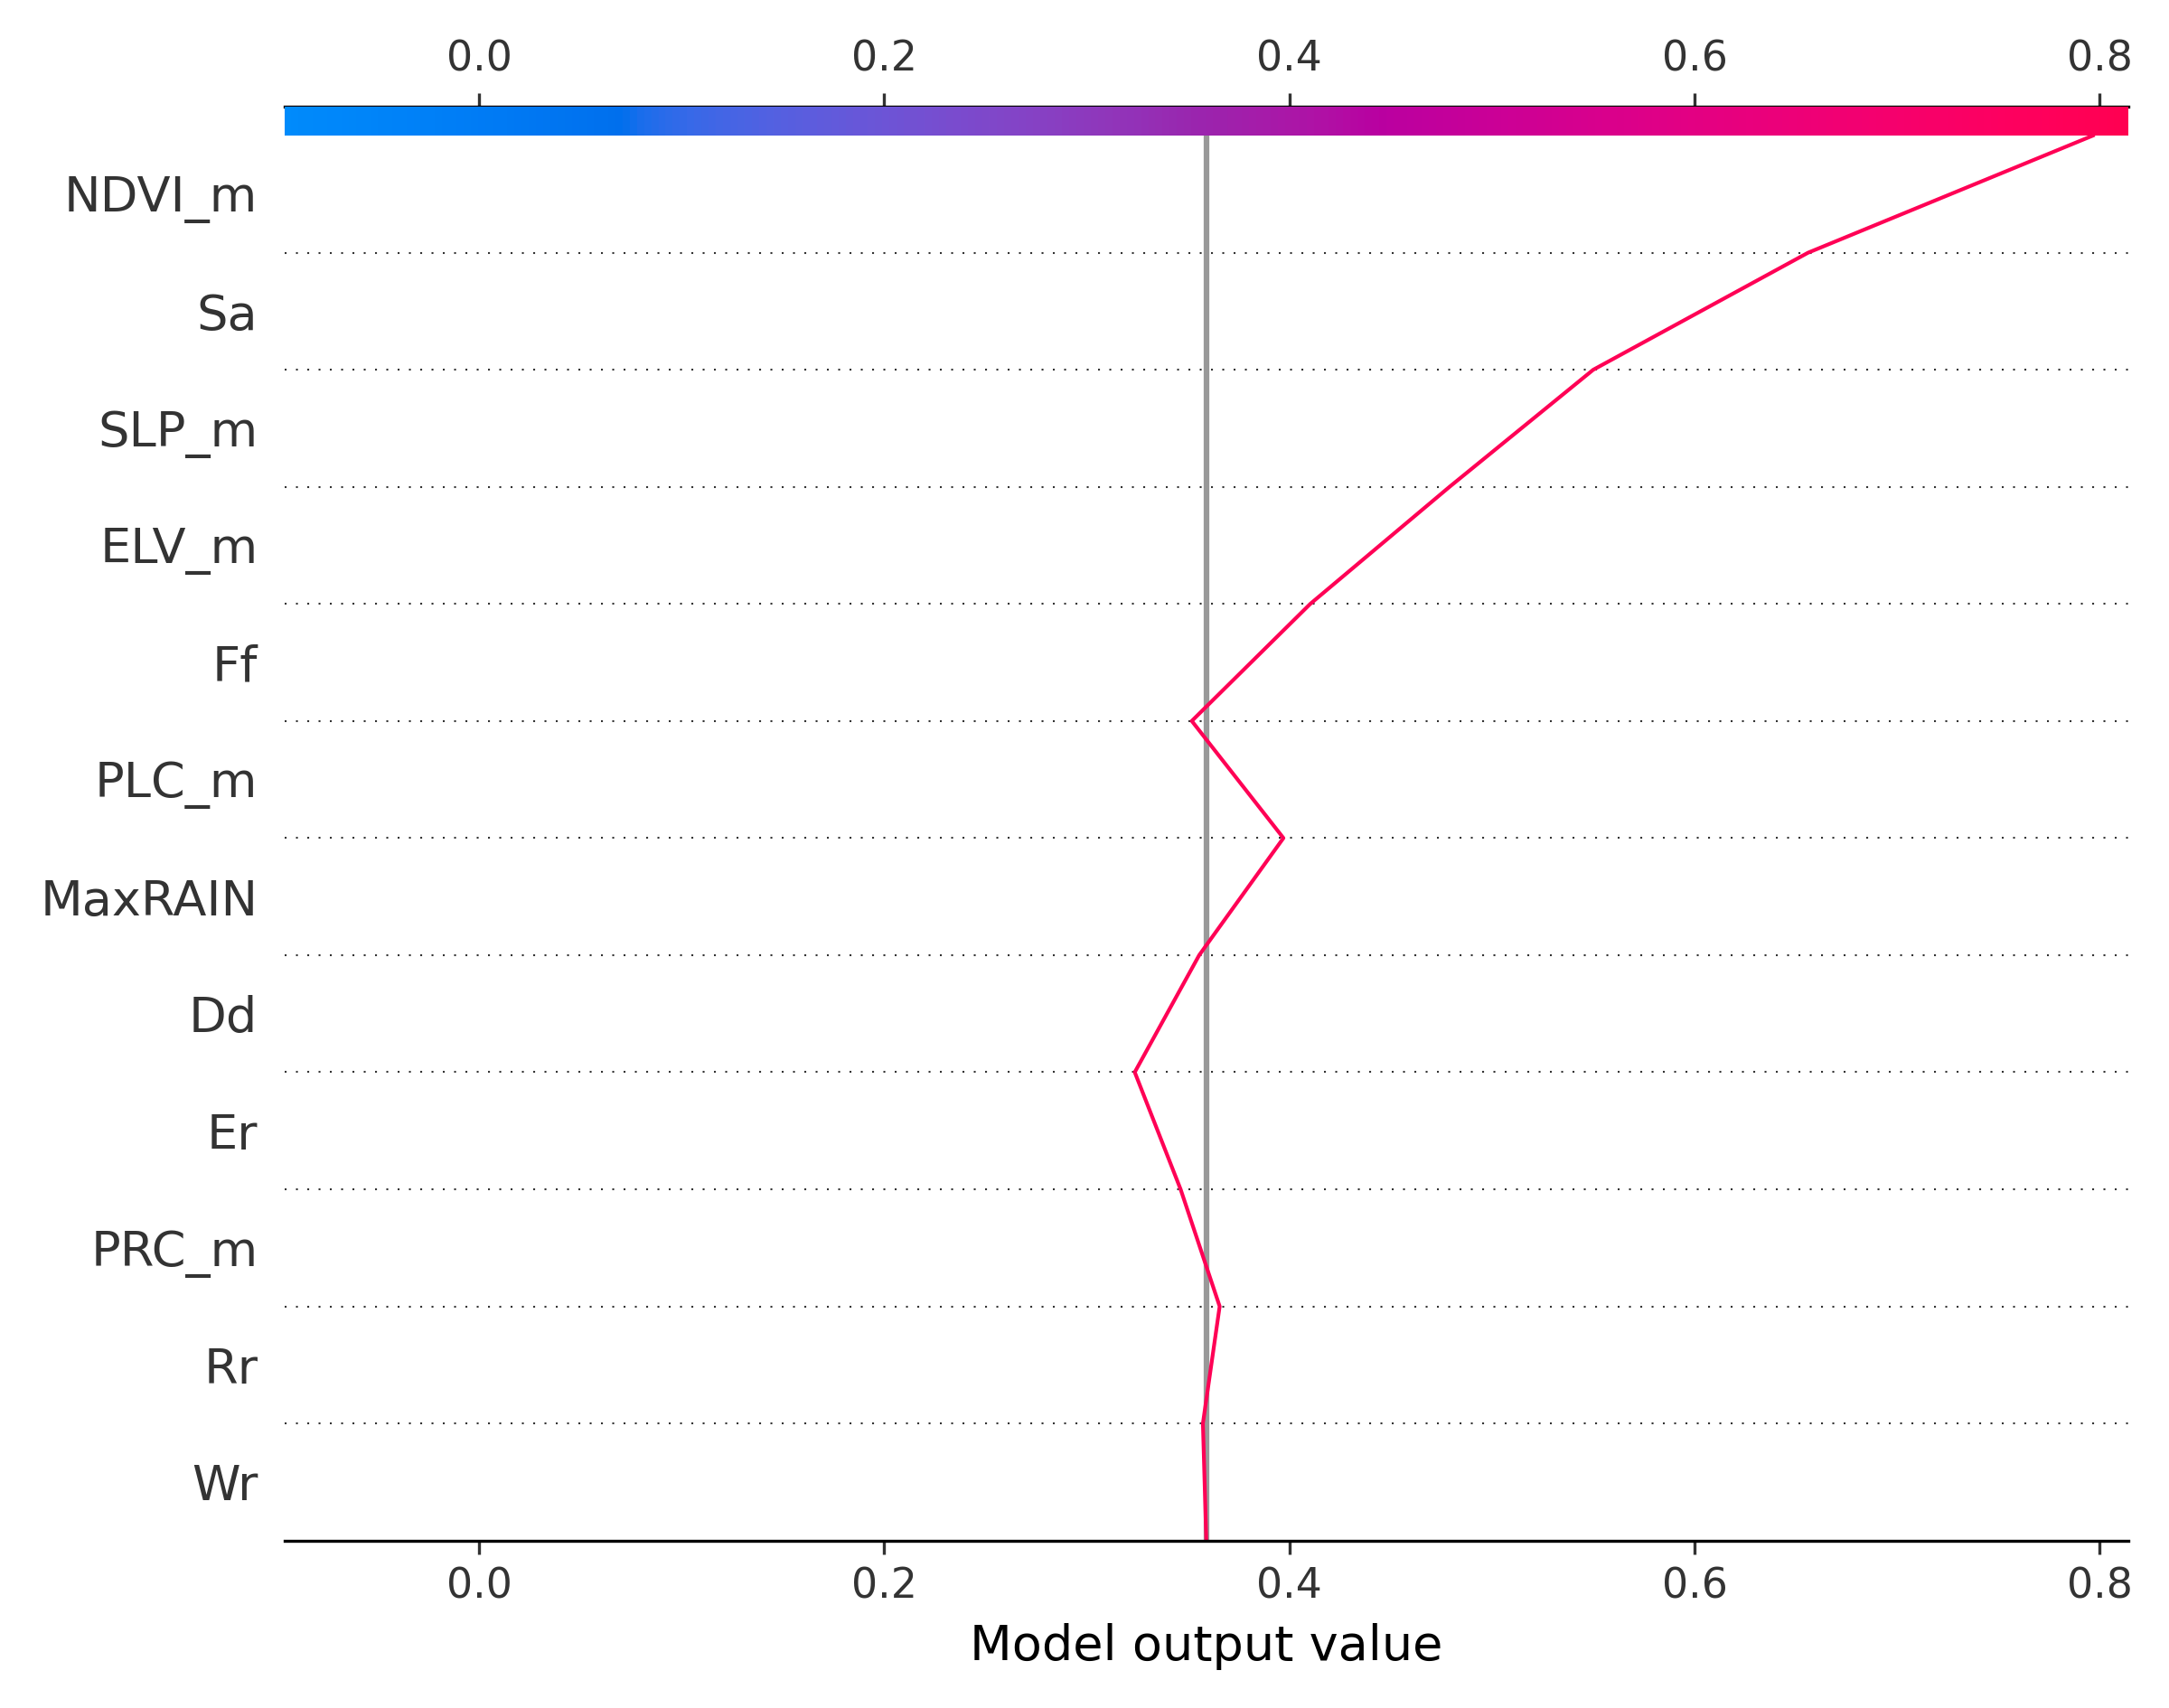 0.0 0.2 0.4 0.6 0.8
NDVI_m
Sa
SLP_m
ELV_m
Ff
PLC_m
MaxRAIN
Dd
Er
PRC_m
Rr
Wr
0.0 0.2 0.4 0.6 0.8
Model output value